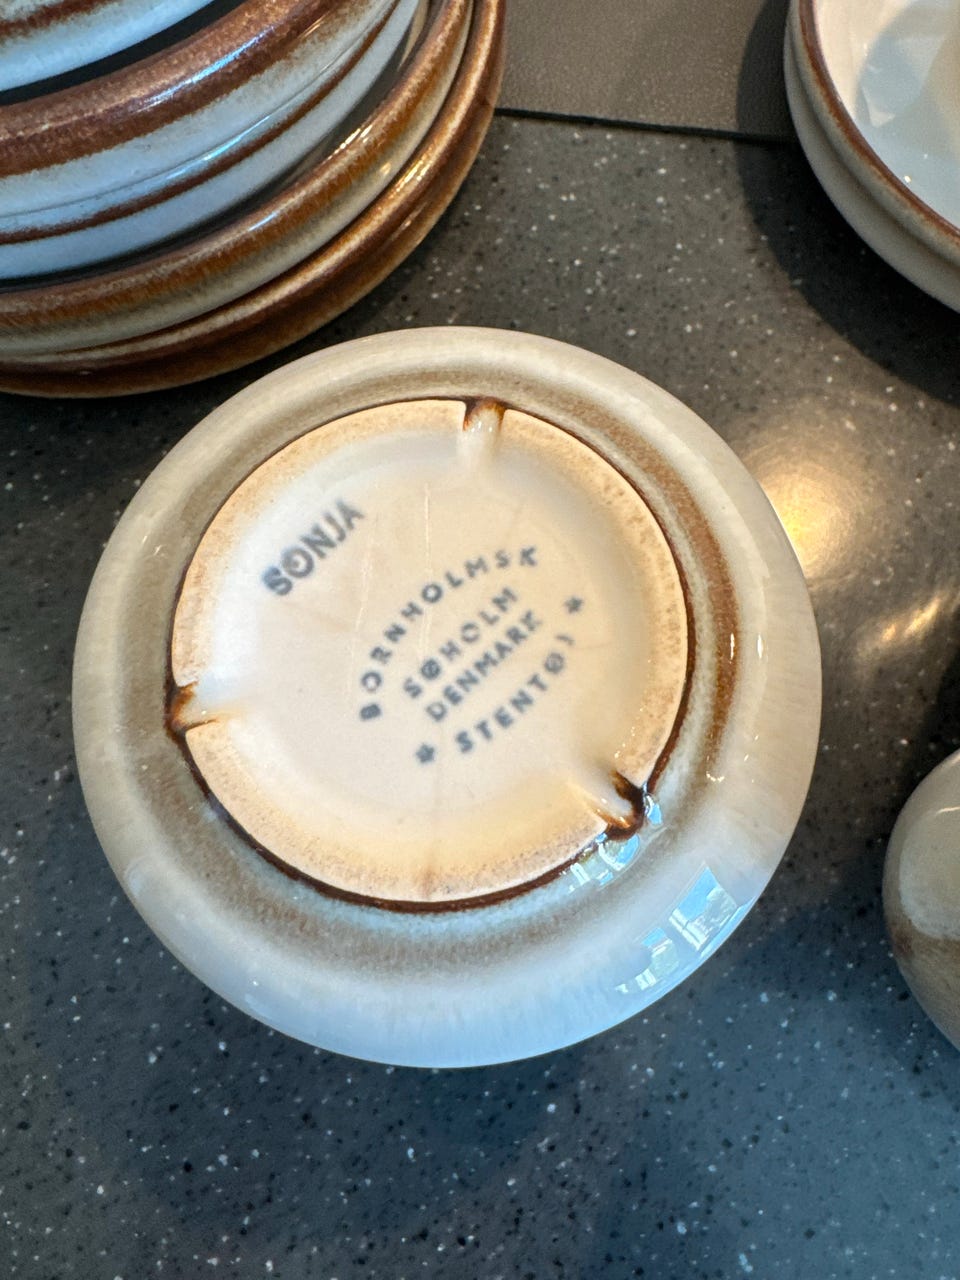 SONJA
BORNHOLMSK
SØHOLM
DENMARK
* STENTØJ *